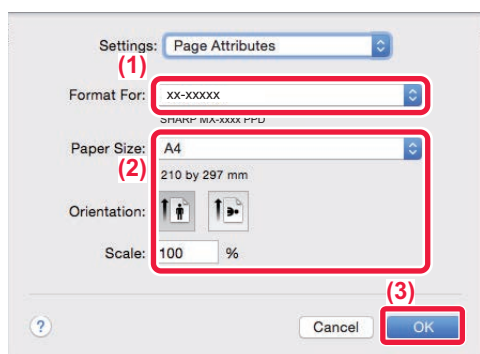 Settings: Page Attributes
(1)
Format For: xx-xxxxx
SHARP MX-xxxx PPD
Paper Size: A4
(2)
210 by 297 mm
Orientation:
Scale: 100 %
(3)
? Cancel OK